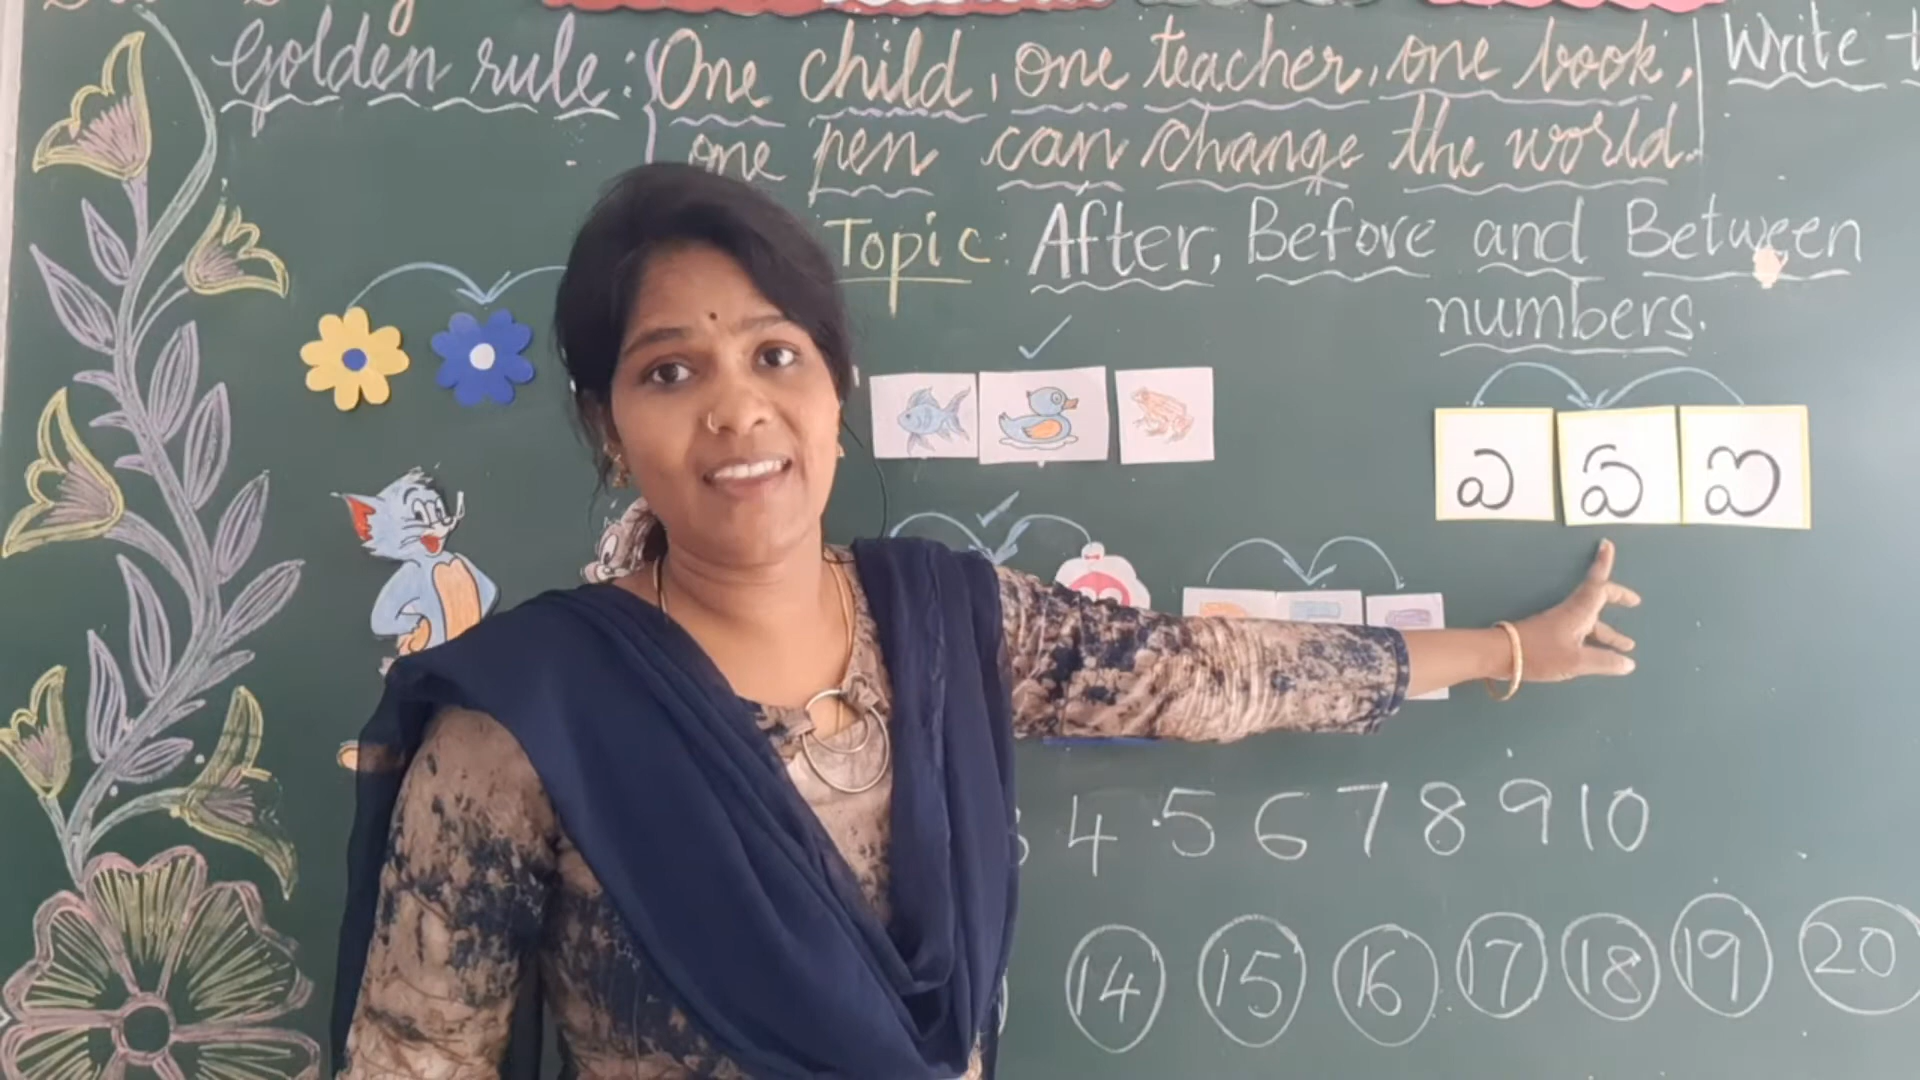 Golden rule: One child, one teacher, one book,
one pen can change the world.
Write
Topic: After, Before and Between
numbers.
ఎ ఏ ఐ
4 5 6 7 8 9 10
14 15 16 17 18 19 20